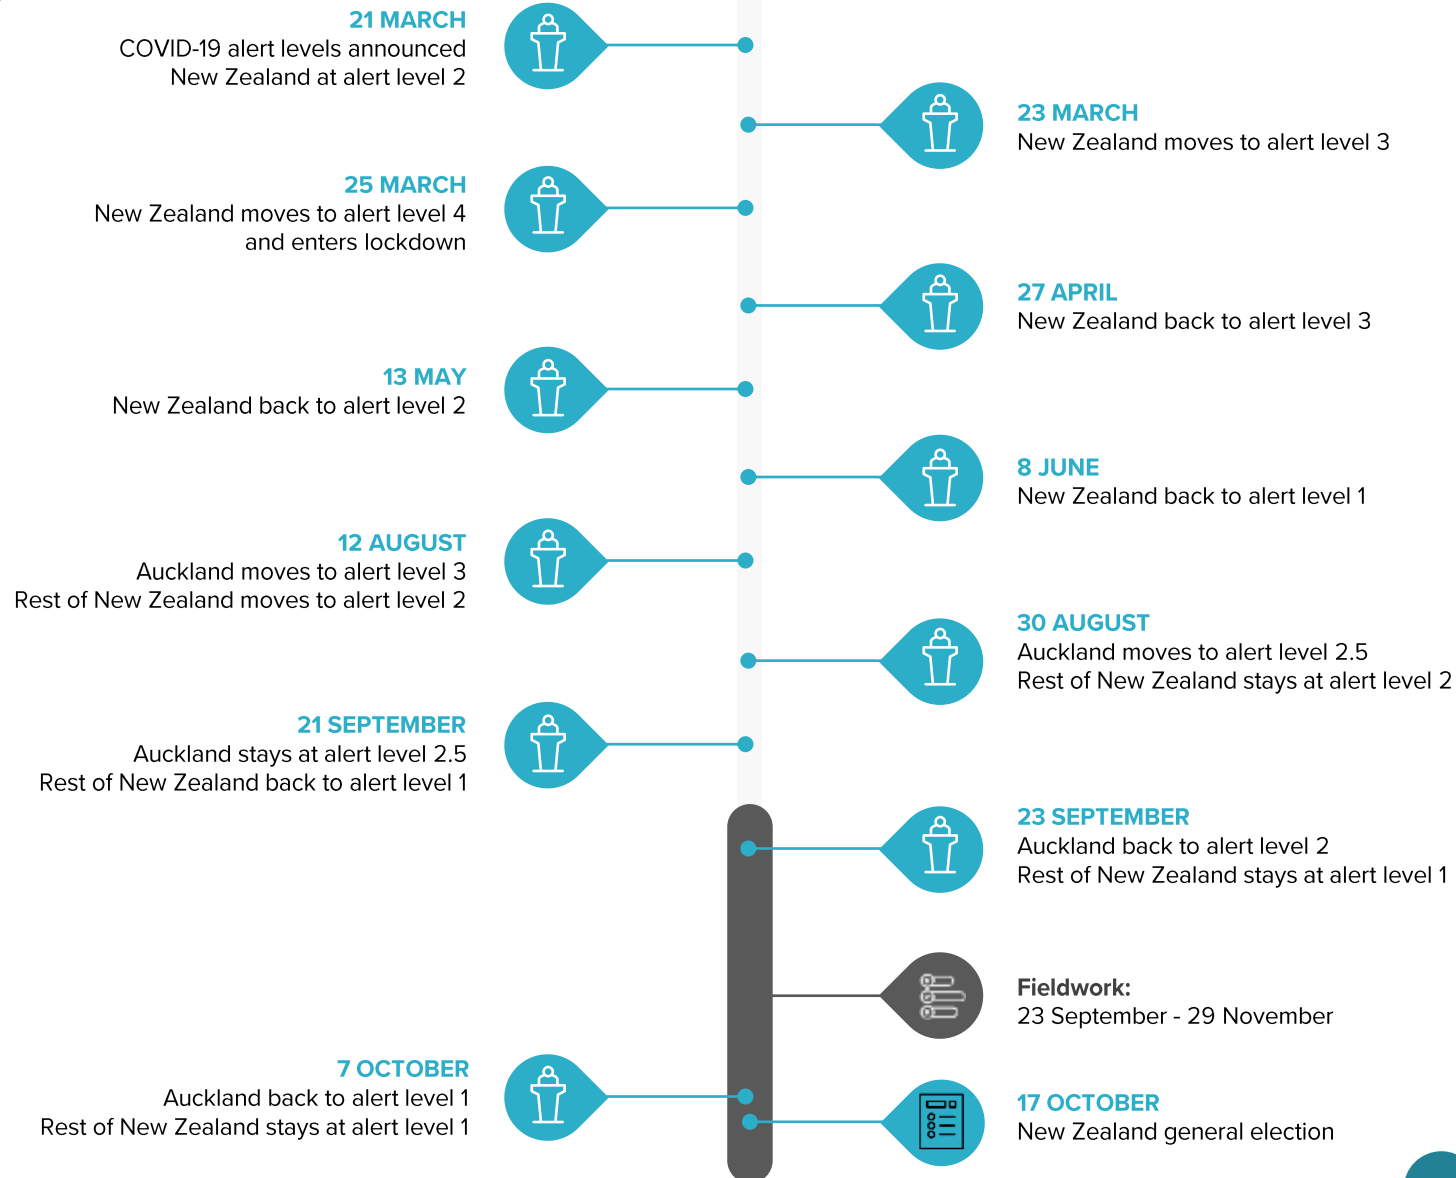 21 MARCH
COVID-19 alert levels announced
New Zealand at alert level 2
23 MARCH
New Zealand moves to alert level 3
25 MARCH
New Zealand moves to alert level 4
and enters lockdown
27 APRIL
New Zealand back to alert level 3
13 MAY
New Zealand back to alert level 2
8 JUNE
New Zealand back to alert level 1
12 AUGUST
Auckland moves to alert level 3
Rest of New Zealand moves to alert level 2
30 AUGUST
Auckland moves to alert level 2.5
Rest of New Zealand stays at alert level 2
21 SEPTEMBER
Auckland stays at alert level 2.5
Rest of New Zealand back to alert level 1
23 SEPTEMBER
Auckland back to alert level 2
Rest of New Zealand stays at alert level 1
Fieldwork:
23 September - 29 November
7 OCTOBER
Auckland back to alert level 1
Rest of New Zealand stays at alert level 1
17 OCTOBER
New Zealand general election